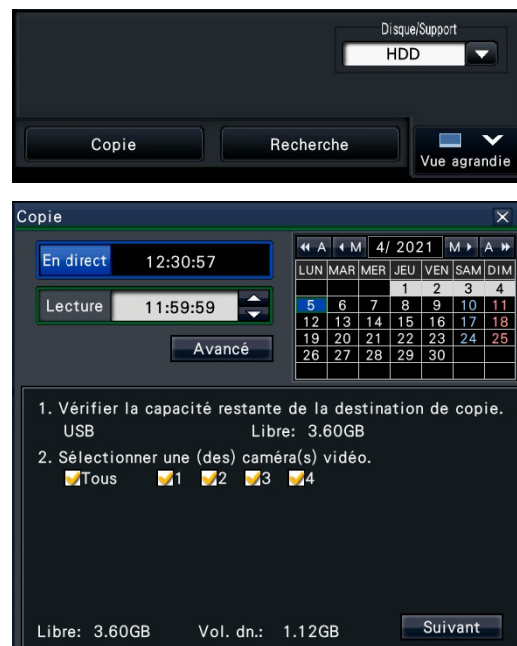 Disque/Support
HDD
Copie Recherche Vue agrandie
Copie
En direct 12:30:57
Lecture 11:59:59
Avancé
A M 4/ 2021 M A
LUN MAR MER JEU VEN SAM DIM
1 2 3 4
5 6 7 8 9 10 11
12 13 14 15 16 17 18
19 20 21 22 23 24 25
26 27 28 29 30
1. Vérifier la capacité restante de la destination de copie.
USB Libre: 3.60GB
2. Sélectionner une (des) caméra(s) vidéo.
Tous 1 2 3 4
Libre: 3.60GB Vol. dn.: 1.12GB Suivant